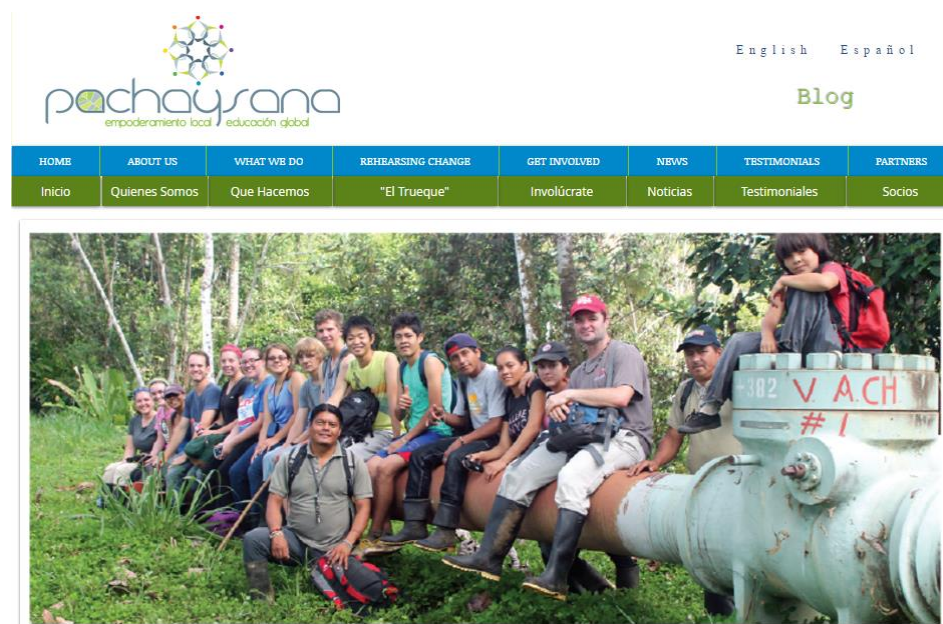 English Español
pachaysana
empoderamiento local educación global
Blog
HOME ABOUT US WHAT WE DO REHEARSING CHANGE GET INVOLVED NEWS TESTIMONIALS PARTNERS
Inicio Quienes Somos Que Hacemos "El Trueque" Involúcrate Noticias Testimoniales Socios
-382 V. A.CH.
# 1